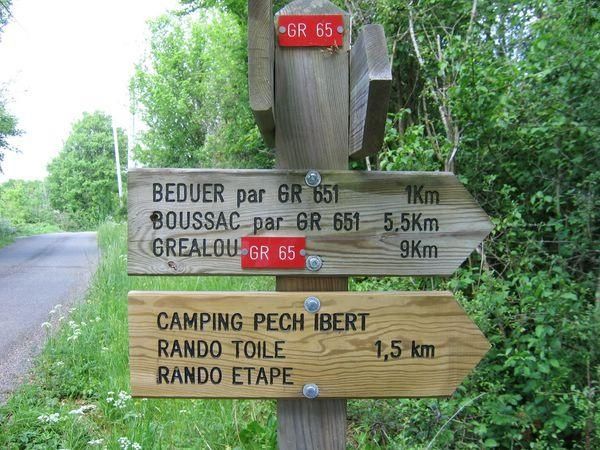 GR 65
BEDUER par GR 651 1Km
BOUSSAC par GR 651 5.5Km
GREALOU GR 65 9Km
CAMPING PECH IBERT
RANDO TOILE 1,5 km
RANDO ETAPE